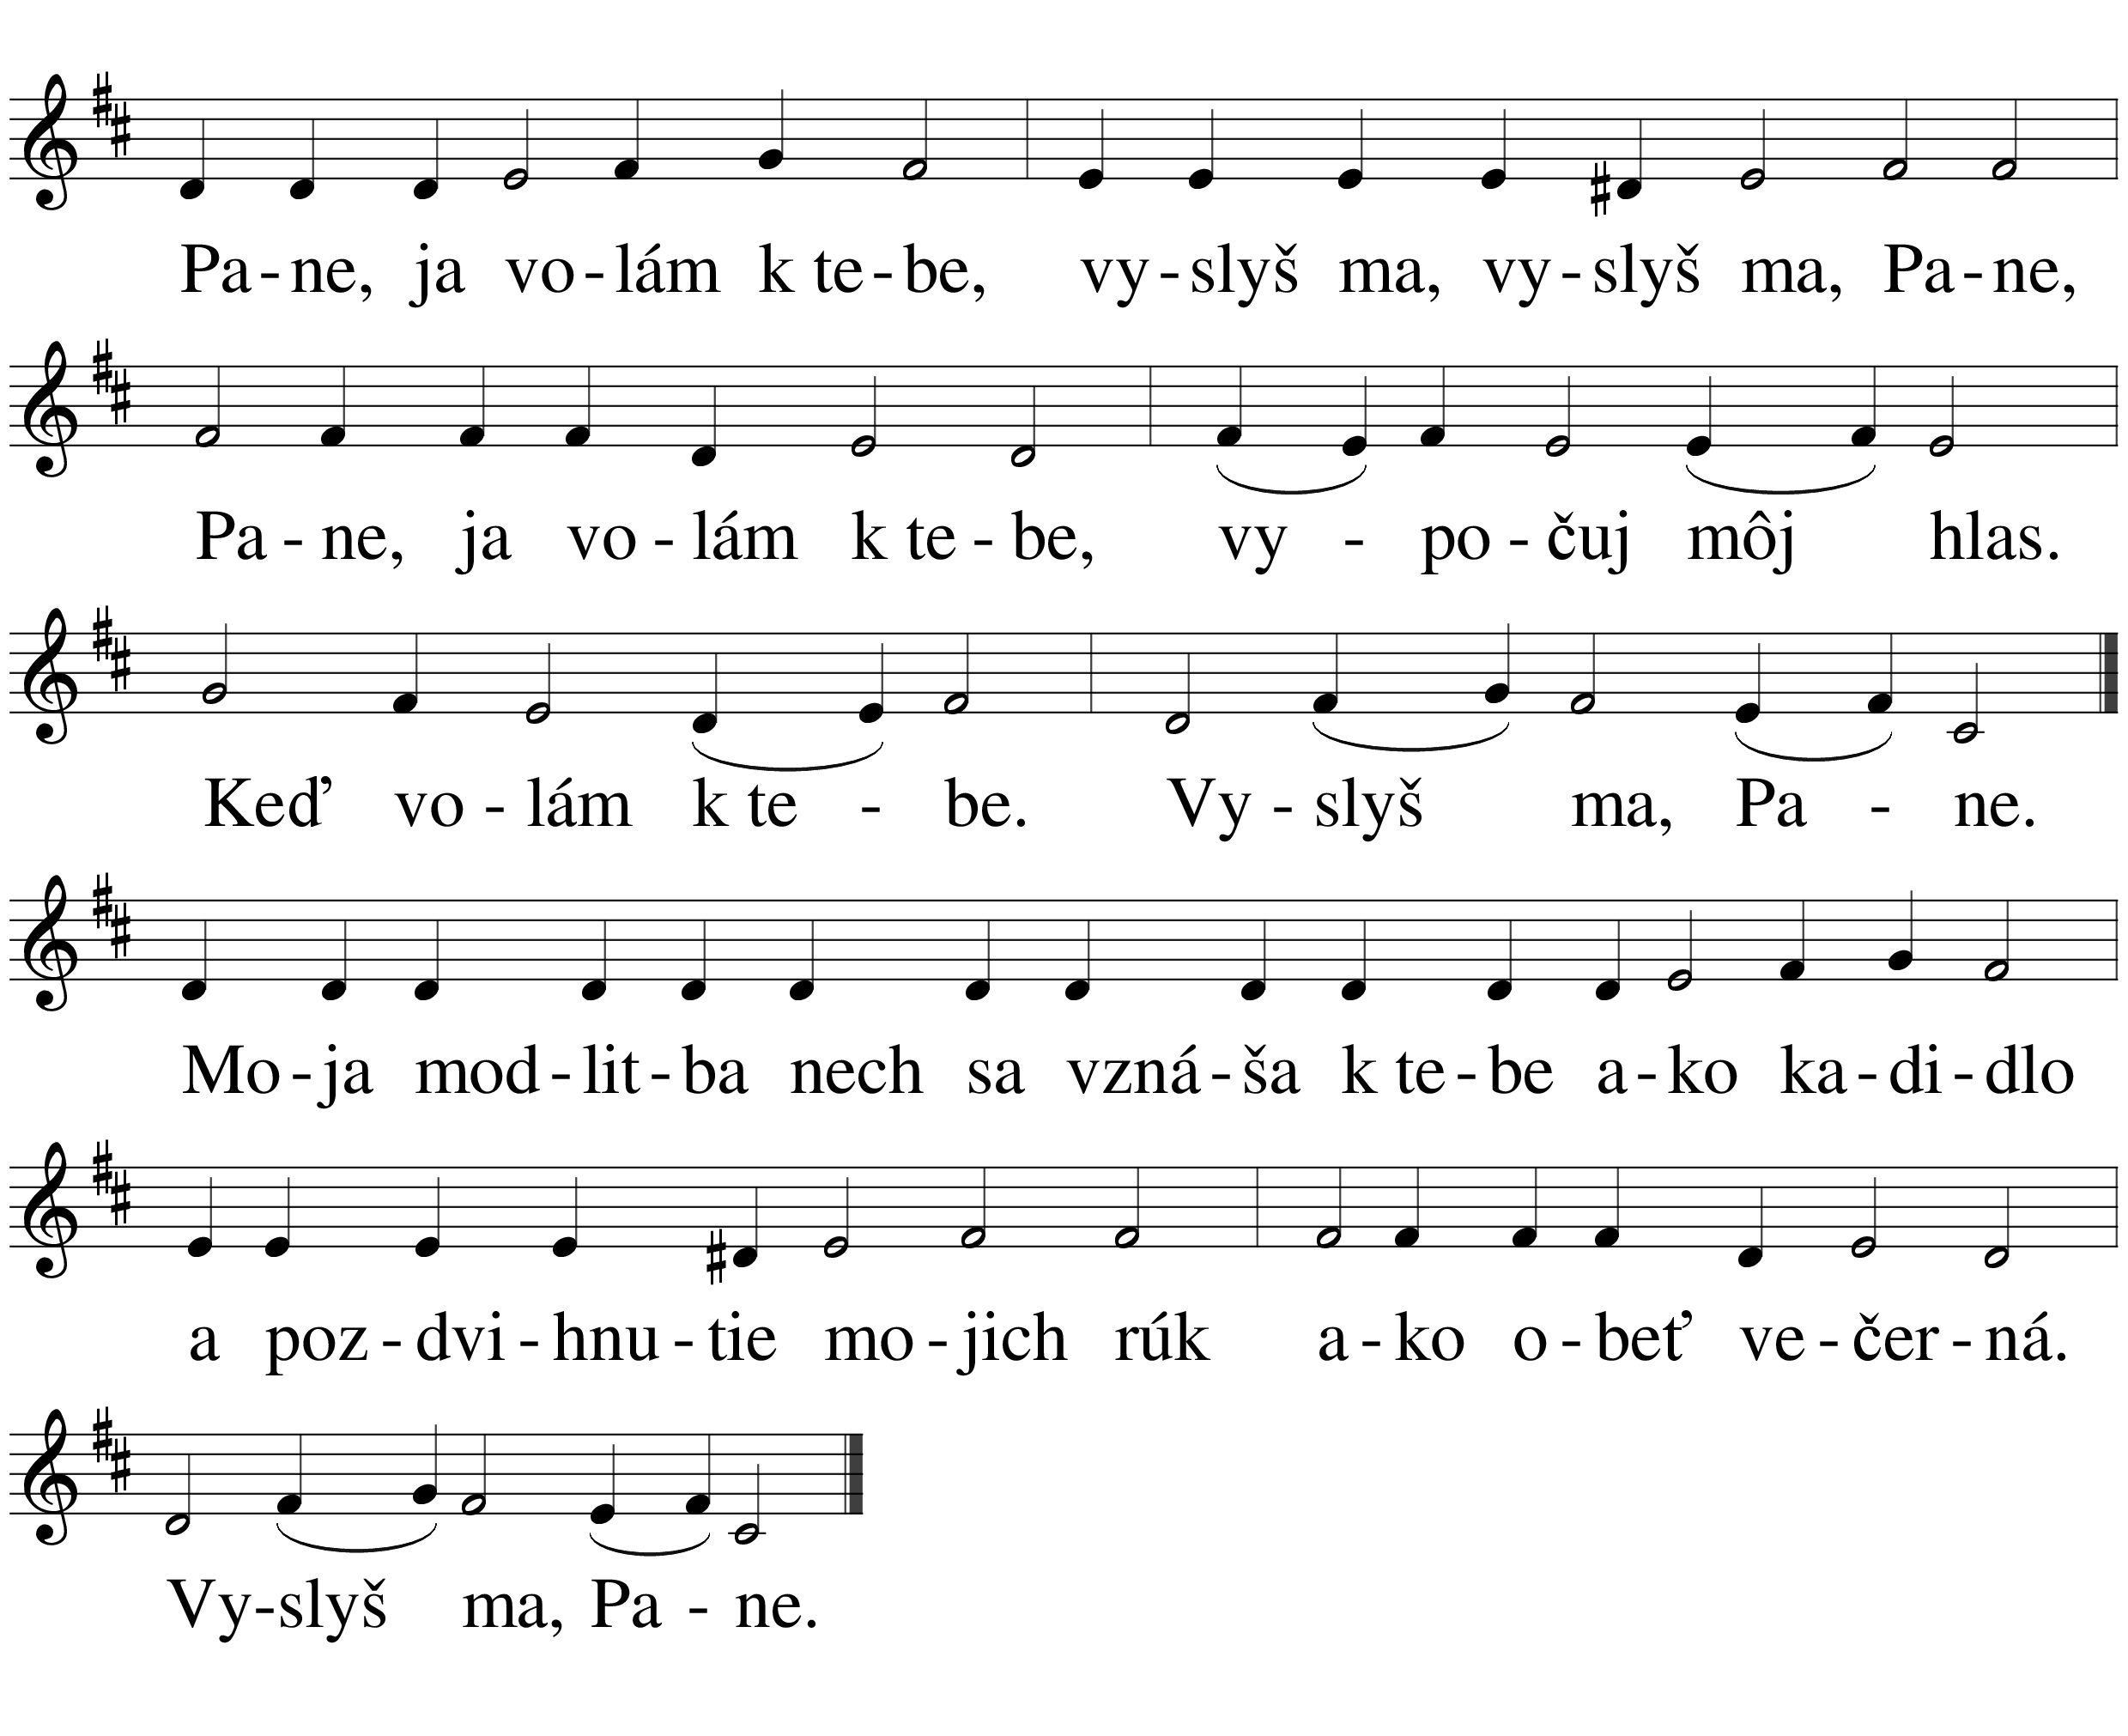 Pa-ne, ja vo-lám k te-be, vy-slyš ma, vy-slyš ma, Pa-ne,
Pa-ne, ja vo-lám k te-be, vy-po-čuj môj hlas.
Keď vo-lám k te-be. Vy-slyš ma, Pa-ne.
Mo-ja mod-lit-ba nech sa vzná-ša k te-be a-ko ka-di-dlo
a poz-dvi-hnu-tie mo-jich rúk a-ko o-beť ve-čer-ná.
Vy-slyš ma, Pa-ne.